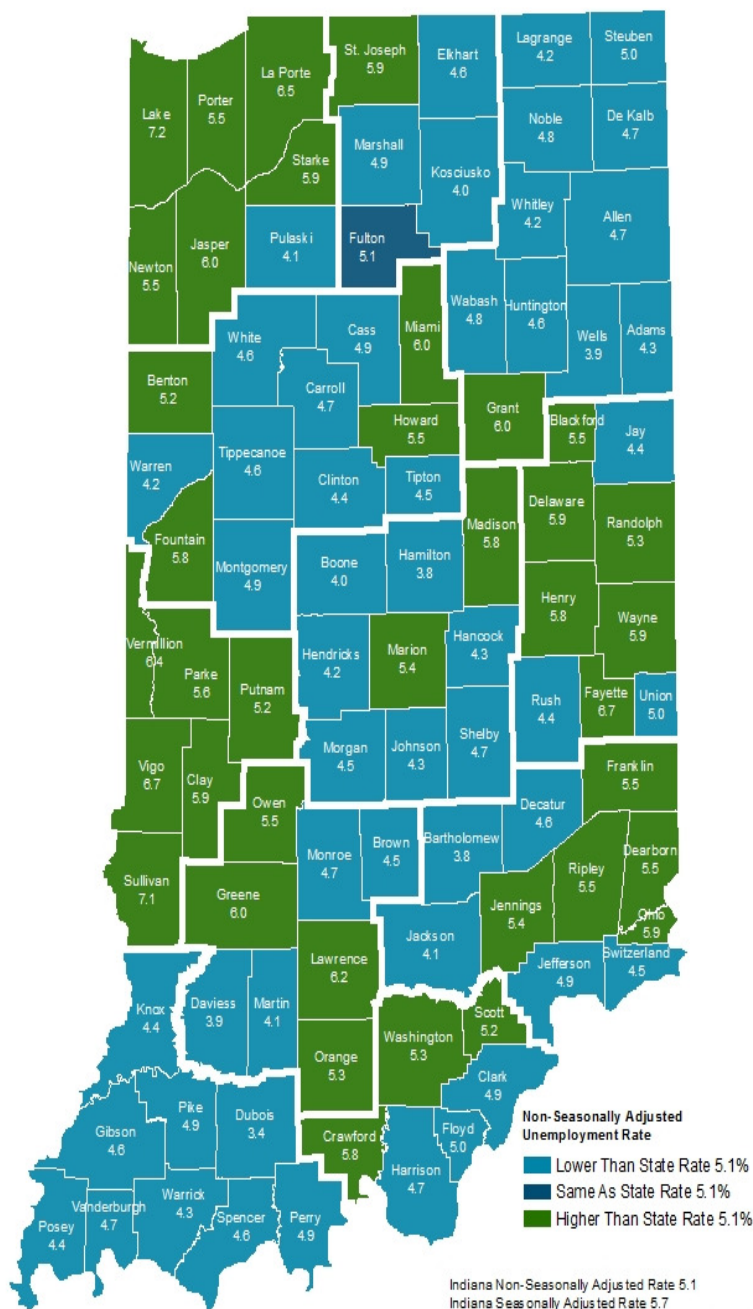 St. Joseph
5.9
Elkhart
4.6
Lagrange
4.2
Steuben
5.0
La Porte
6.5
Lake
7.2
Porter
5.5
Noble
4.8
De Kalb
4.7
Marshall
4.9
Starke
5.9
Kosciusko
4.0
Whitley
4.2
Allen
4.7
Pulaski
4.1
Fulton
5.1
Newton
5.5
Jasper
6.0
Wabash
4.8
Huntington
4.6
Wells
3.9
Adams
4.3
White
4.6
Cass
4.9
Miami
6.0
Benton
5.2
Carroll
4.7
Howard
5.5
Grant
6.0
Blackford
5.5
Jay
4.4
Warren
4.2
Tippecanoe
4.6
Clinton
4.4
Tipton
4.5
Delaware
5.9
Randolph
5.3
Madison
5.8
Fountain
5.8
Montgomery
4.9
Boone
4.0
Hamilton
3.8
Henry
5.8
Wayne
5.9
Vermillion
6.4
Parke
5.6
Putnam
5.2
Hendricks
4.2
Marion
5.4
Hancock
4.3
Rush
4.4
Fayette
6.7
Union
5.0
Vigo
6.7
Clay
5.9
Morgan
4.5
Johnson
4.3
Shelby
4.7
Franklin
5.5
Owen
5.5
Decatur
4.6
Sullivan
7.1
Greene
6.0
Monroe
4.7
Brown
4.5
Bartholomew
3.8
Ripley
5.5
Dearborn
5.5
Jennings
5.4
Ohio
5.9
Jackson
4.1
Jefferson
4.9
Switzerland
4.5
Lawrence
6.2
Knox
4.4
Daviess
3.9
Martin
4.1
Scott
5.2
Washington
5.3
Orange
5.3
Clark
4.9
Pike
4.9
Dubois
3.4
Gibson
4.6
Crawford
5.8
Floyd
5.0
Harrison
4.7
Posey
4.4
Vanderburgh
4.7
Warrick
4.3
Spencer
4.6
Perry
4.9
Non-Seasonally Adjusted
Unemployment Rate
Lower Than State Rate 5.1%
Same As State Rate 5.1%
Higher Than State Rate 5.1%
Indiana Non-Seasonally Adjusted Rate 5.1
Indiana Seasonally Adjusted Rate 5.7